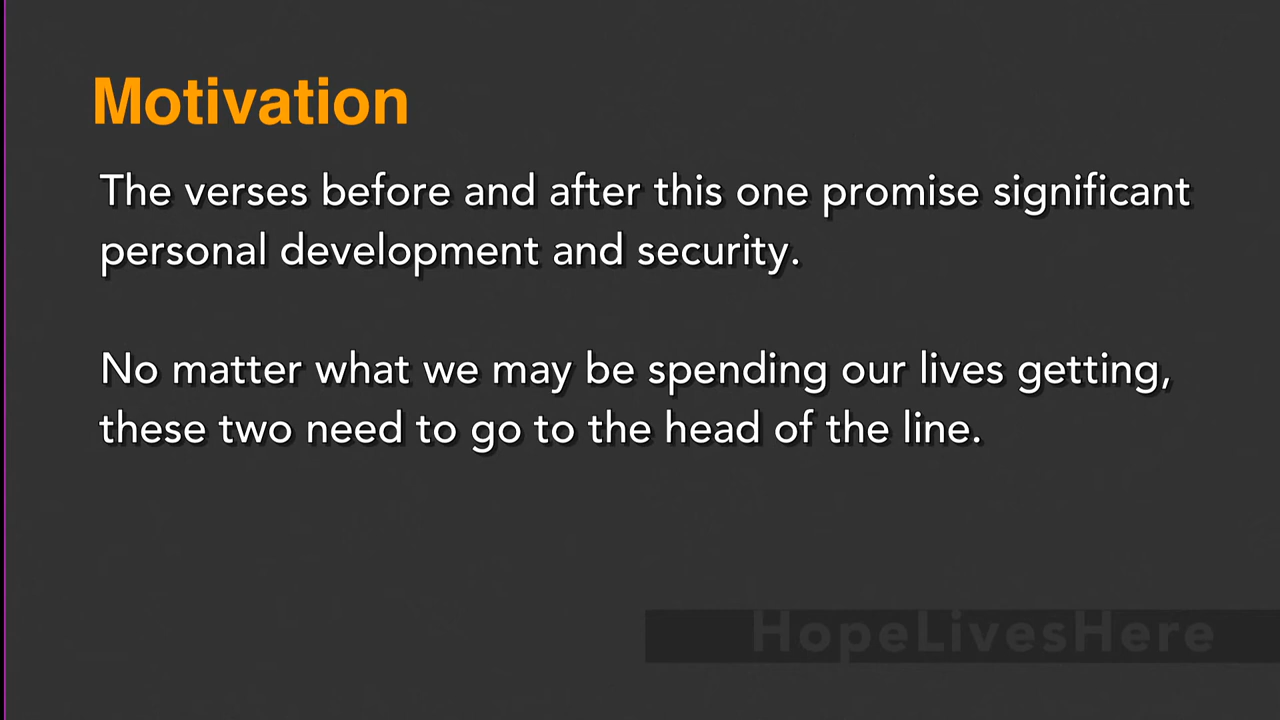 Motivation
The verses before and after this one promise significant
personal development and security.
No matter what we may be spending our lives getting,
these two need to go to the head of the line.
HopeLivesHere